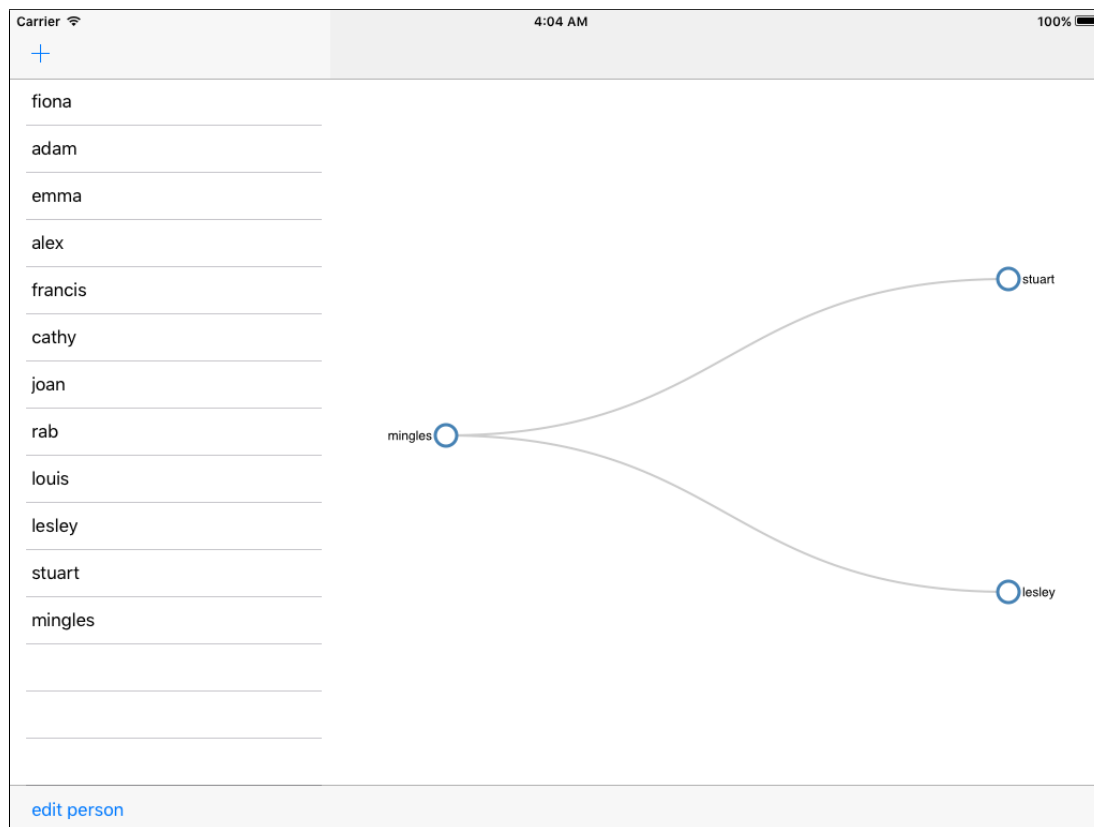 Carrier 4:04 AM 100%
+
fiona
adam
emma
alex
francis
cathy
joan
rab
louis
lesley
stuart
mingles
stuart
mingles
lesley
edit person